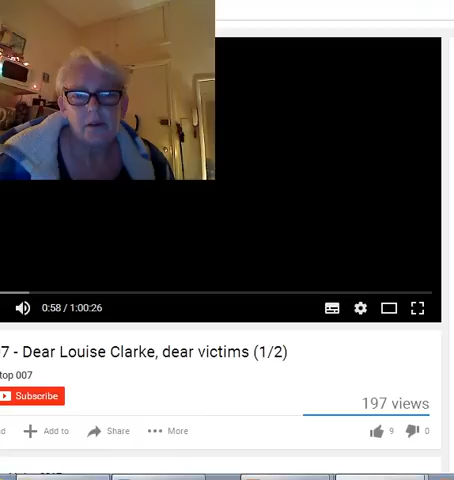 0:58 / 1:00:26
7 - Dear Louise Clarke, dear victims (1/2)
top 007
Subscribe
197 views
Add to
Share
More
9
0